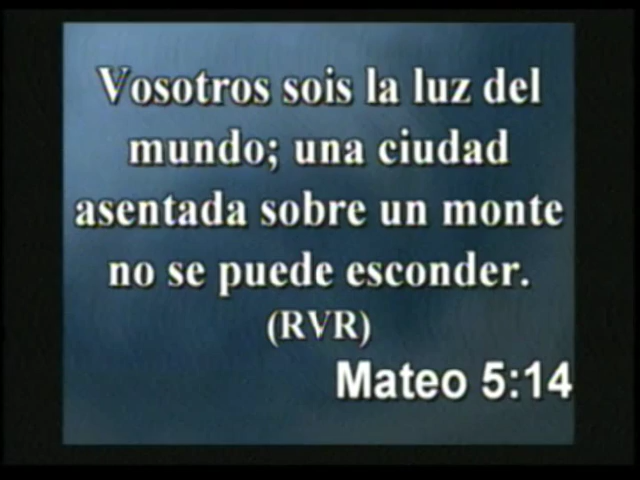 Vosotros sois la luz del
mundo; una ciudad
asentada sobre un monte
no se puede esconder.
(RVR)
Mateo 5:14